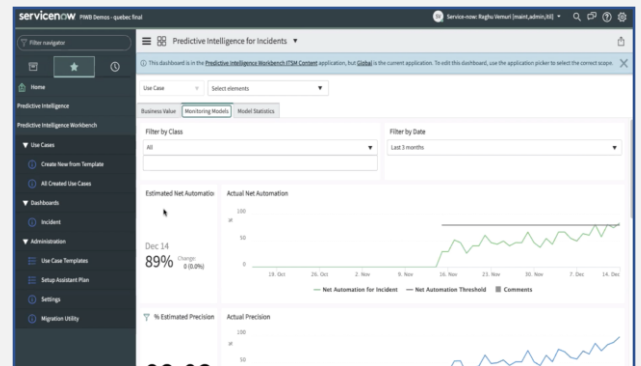 servicenow PIWB Demos - quebec final
Service-now: Raghu Vemuri [maint,admin,itil]
Filter navigator
Predictive Intelligence for Incidents
This dashboard is in the Predictive Intelligence Workbench ITSM Content application, but Global is the current application. To edit this dashboard, use the application picker to select the correct scope.
Home
Predictive Intelligence
Predictive Intelligence Workbench
Use Cases
Create New from Template
All Created Use Cases
Dashboards
Incident
Administration
Use Case Templates
Setup Assistant Plan
Settings
Migration Utility
Use Case
Select elements
Business Value Monitoring Models Model Statistics
Filter by Class
All
Filter by Date
Last 3 months
Estimated Net Automatio
Dec 14
89% Change
0 (0.0%)
Actual Net Automation
%
100
50
0
19. Oct 26. Oct 2. Nov 9. Nov 16. Nov 23. Nov 30. Nov 7. Dec 14. Dec
Net Automation for Incident Net Automation Threshold Comments
% Estimated Precision
Actual Precision
%
100
50